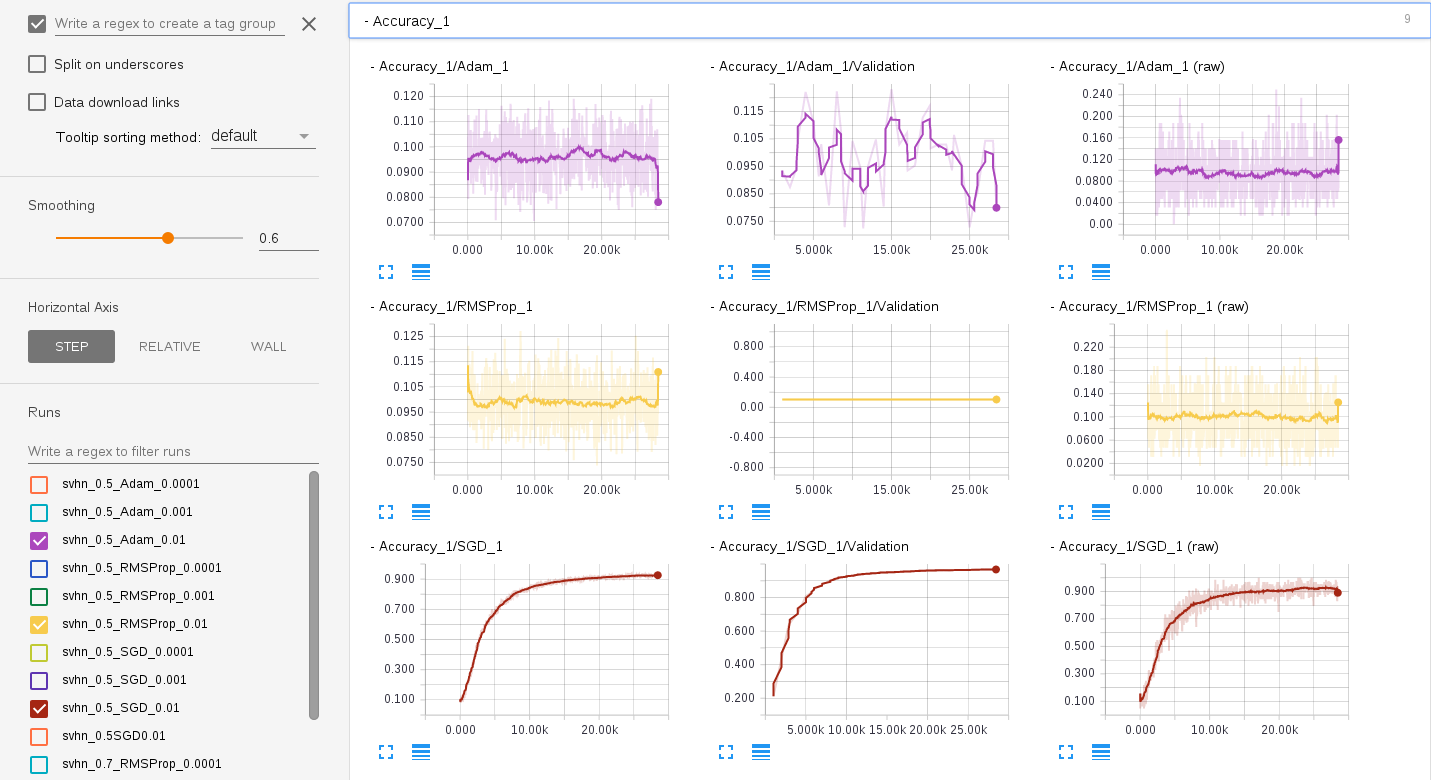 Write a regex to create a tag group
Split on underscores
Data download links
Tooltip sorting method: default
Smoothing
0.6
Horizontal Axis
STEP RELATIVE WALL
Runs
Write a regex to filter runs
svhn_0.5_Adam_0.0001
svhn_0.5_Adam_0.001
svhn_0.5_Adam_0.01
svhn_0.5_RMSProp_0.0001
svhn_0.5_RMSProp_0.001
svhn_0.5_RMSProp_0.01
svhn_0.5_SGD_0.0001
svhn_0.5_SGD_0.001
svhn_0.5_SGD_0.01
svhn_0.5SGD0.01
svhn_0.7_RMSProp_0.0001
- Accuracy_1 9
- Accuracy_1/Adam_1
0.120
0.110
0.100
0.0900
0.0800
0.0700
0.000 10.00k 20.00k
- Accuracy_1/Adam_1/Validation
0.115
0.105
0.0950
0.0850
0.0750
5.000k 15.00k 25.00k
- Accuracy_1/Adam_1 (raw)
0.240
0.200
0.160
0.120
0.0800
0.0400
0.00
0.000 10.00k 20.00k
- Accuracy_1/RMSProp_1
0.125
0.115
0.105
0.0950
0.0850
0.0750
0.000 10.00k 20.00k
- Accuracy_1/RMSProp_1/Validation
0.800
0.400
0.00
-0.400
-0.800
5.000k 15.00k 25.00k
- Accuracy_1/RMSProp_1 (raw)
0.220
0.180
0.140
0.100
0.0600
0.0200
0.000 10.00k 20.00k
- Accuracy_1/SGD_1
0.900
0.700
0.500
0.300
0.100
0.000 10.00k 20.00k
- Accuracy_1/SGD_1/Validation
0.800
0.600
0.400
0.200
5.000k 10.00k 15.00k 20.00k 25.00k
- Accuracy_1/SGD_1 (raw)
0.900
0.700
0.500
0.300
0.100
0.000 10.00k 20.00k